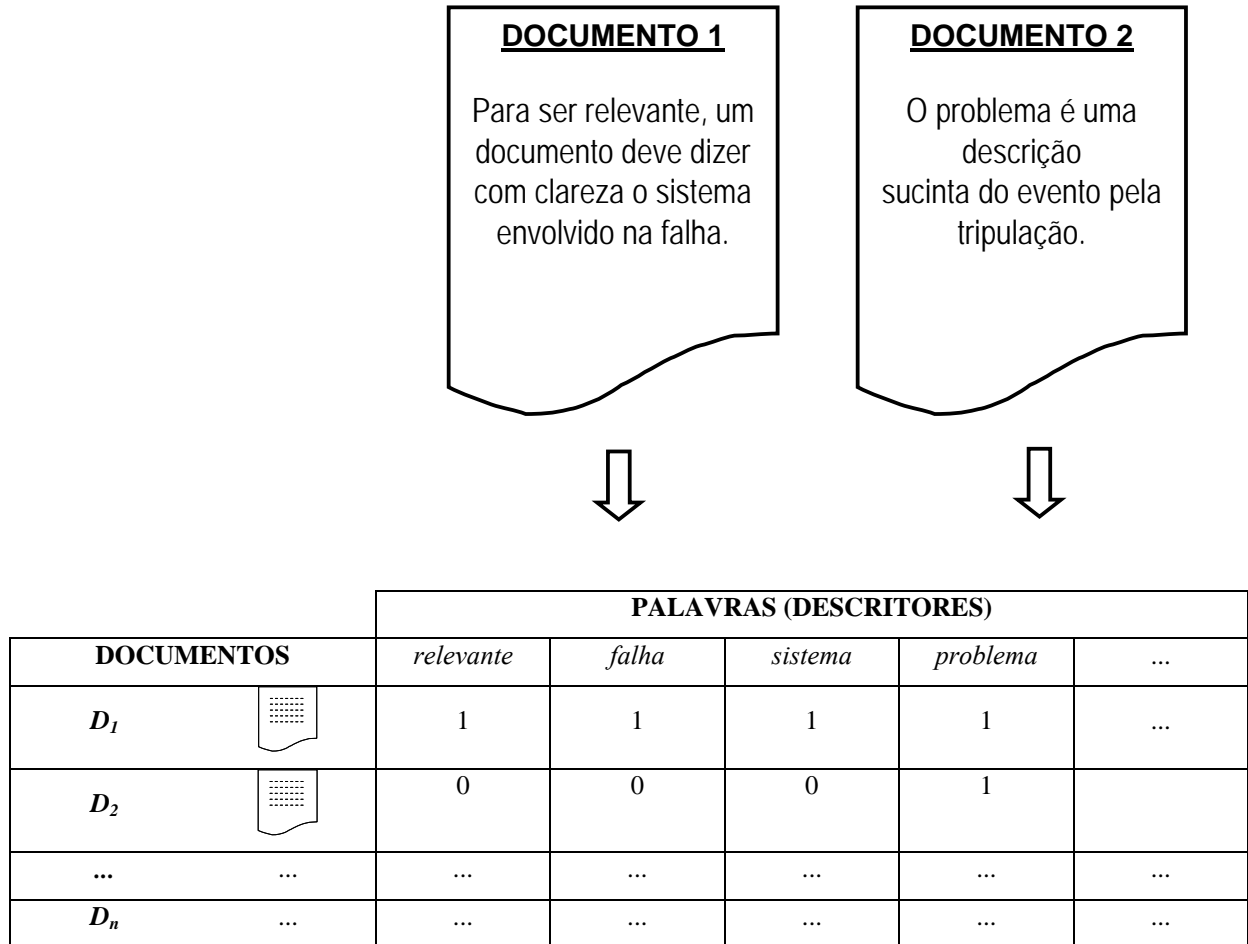 DOCUMENTO 1
Para ser relevante, um
documento deve dizer
com clareza o sistema
envolvido na falha.
DOCUMENTO 2
O problema é uma
descrição
sucinta do evento pela
tripulação.
PALAVRAS (DESCRITORES)
DOCUMENTOS relevante falha sistema problema ...
D1 1 1 1 1 ...
D2 0 0 0 1
... ... ... ... ... ... ...
Dn ... ... ... ... ... ...